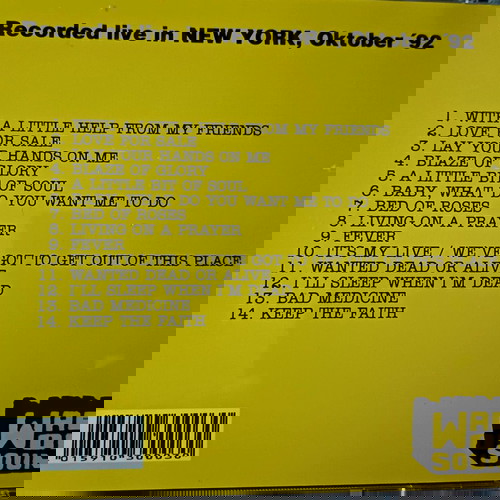 Recorded live in NEW YORK, Oktober '92
1. WITH A LITTLE HELP FROM MY FRIENDS
2. LOVE FOR SALE
3. LAY YOUR HANDS ON ME
4. BLAZE OF GLORY
5. A LITTLE BIT OF SOUL
6. BABY WHAT DO YOU WANT ME TO DO
7. BED OF ROSES
8. LIVING ON A PRAYER
9. FEVER
10. IT'S MY LIVE / WE'VE GOT TO GET OUT OF THIS PLACE
11. WANTED DEAD OR ALIVE
12. I'LL SLEEP WHEN I'M DEAD
13. BAD MEDICINE
14. KEEP THE FAITH